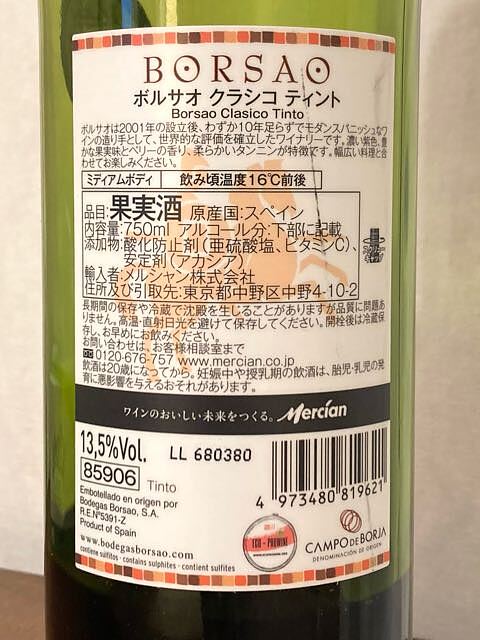 BORSAO
ボルサオ クラシコ ティント
Borsao Clasico Tinto
ボルサオは2001年の設立後、わずか10年足らずでモダンスパニッシュなワ
インの造り手として、世界的な評価を確立したワイナリーです。濃い紫色、豊
かな果実味とベリーの香り、柔らかいタンニンが特徴です。幅広い料理と合
わせてお楽しみください。
ミディアムボディ 飲み頃温度16℃前後
品目:果実酒 原産国:スペイン
内容量:750ml アルコール分:下部に記載
添加物:酸化防止剤(亜硫酸塩、ビタミンC)、
安定剤(アカシア)
輸入者:メルシャン株式会社
住所及び引取先:東京都中野区中野4-10-2
長期間の保存や冷蔵で沈殿を生じることがありますが品質に問題あ
りません。高温・直射日光を避けて保存してください。開栓後は冷蔵保
存し、お早めにお飲みください。
お問い合わせは、お客様相談室まで
0120-676-757 www.mercian.co.jp
飲酒は20歳になってから。妊娠中や授乳期の飲酒は、胎児・乳児の発
育に悪影響を与えるおそれがあります。
ワインのおいしい未来をつくる。 Mercian
13,5%Vol. LL 680380
85906 Tinto
Embotellado en origen por
Bodegas Borsao, S.A.
R.E.Nº5391-Z
Product of Spain
www.bodegasborsao.com
contiene sulfitos · contains sulphites · contient sulfites
4 973480 819621
ECO - PROMINI
CAMPO DE BORJA
DENOMINACIÓN DE ORIGEN